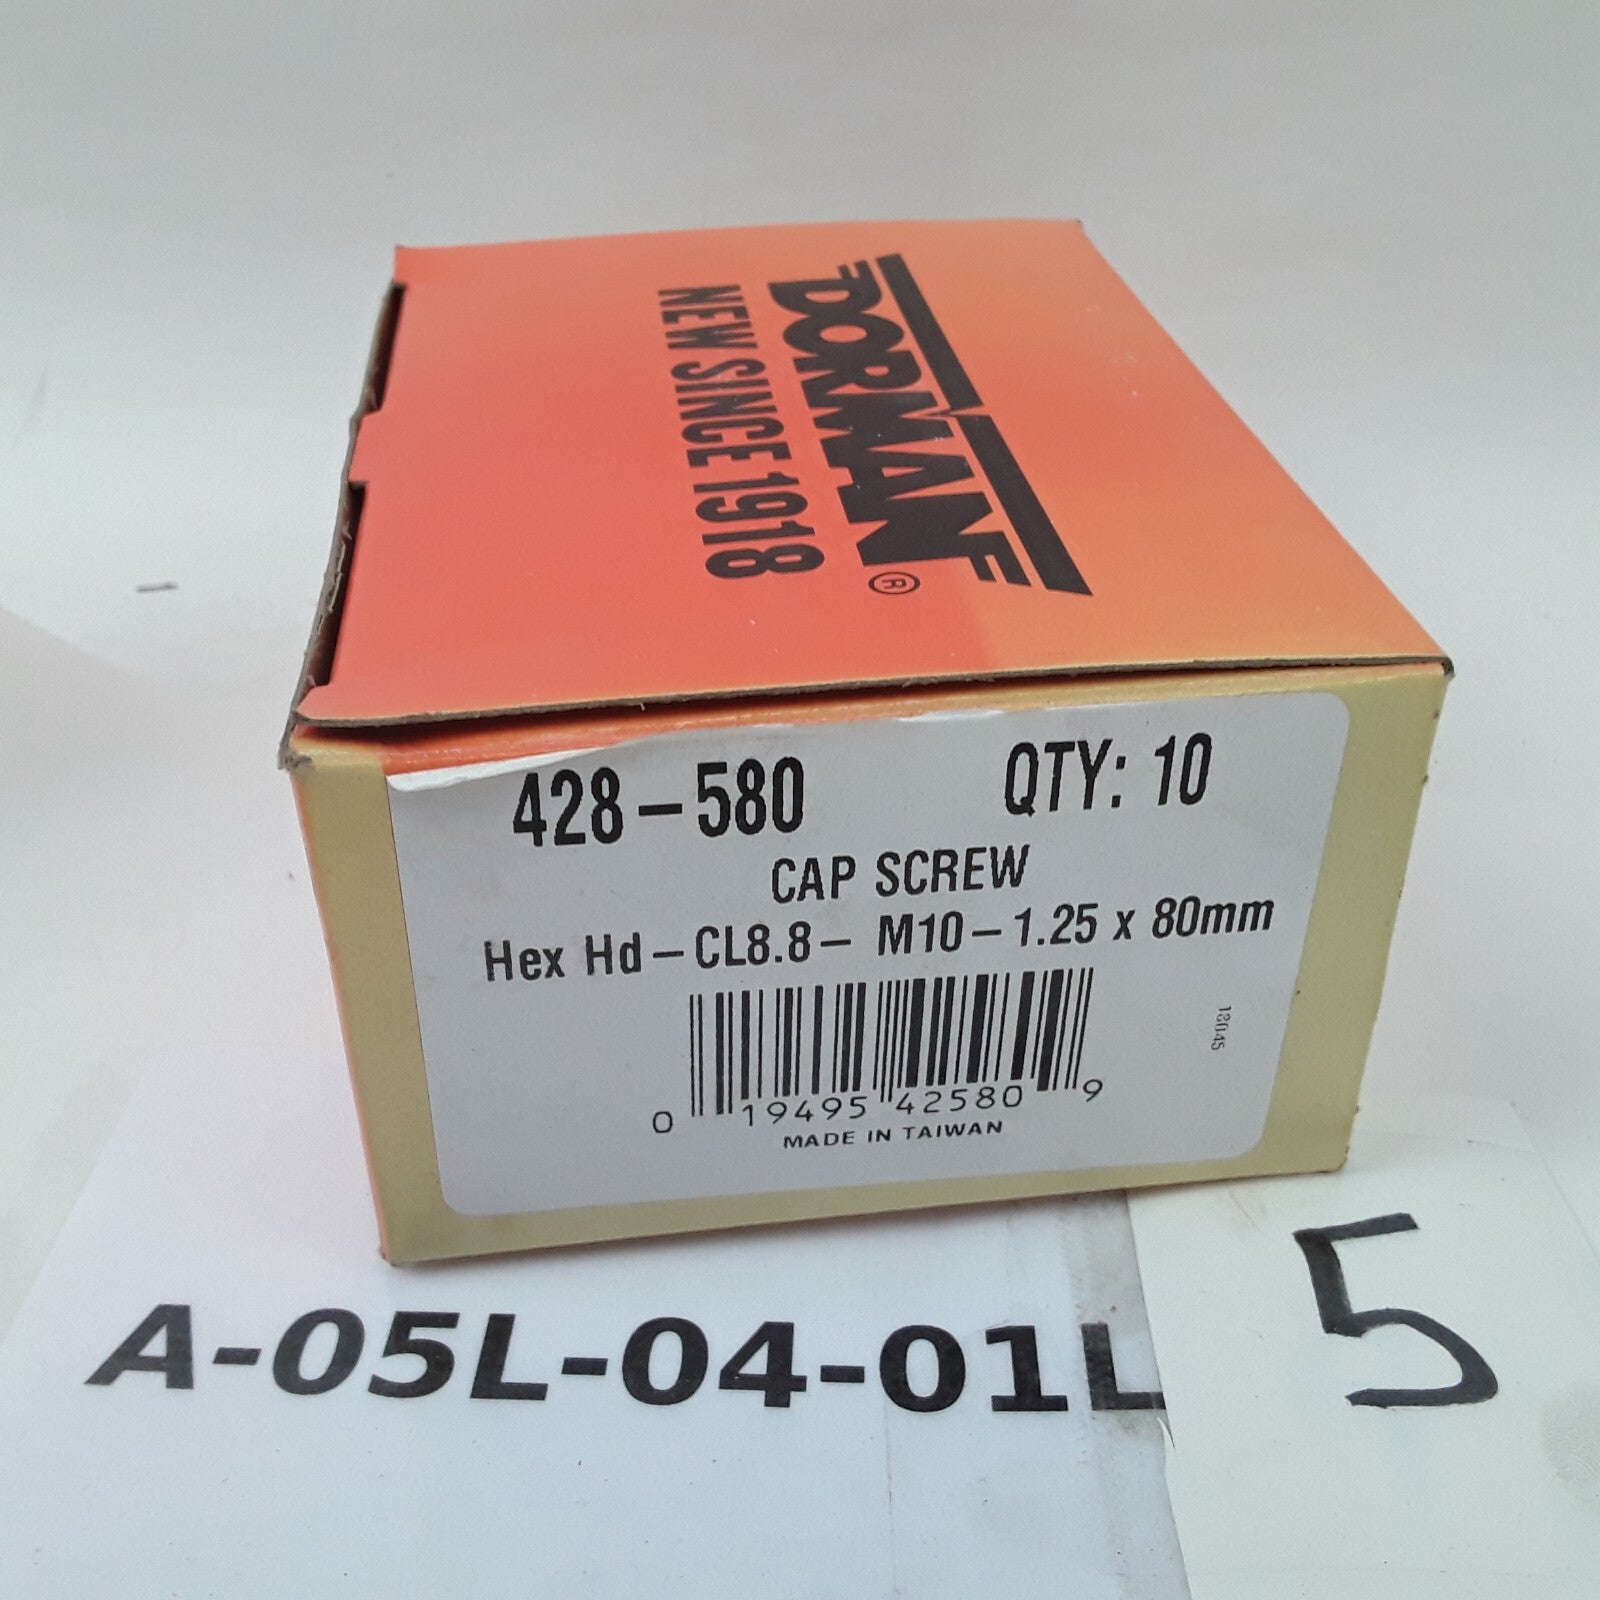 DORMAN®
NEW SINCE 1918
428-580 QTY: 10
CAP SCREW
Hex Hd-CL8.8- M10-1.25 x 80mm
18045
0 19495 42580 9
MADE IN TAIWAN
A-05L-04-01L
5